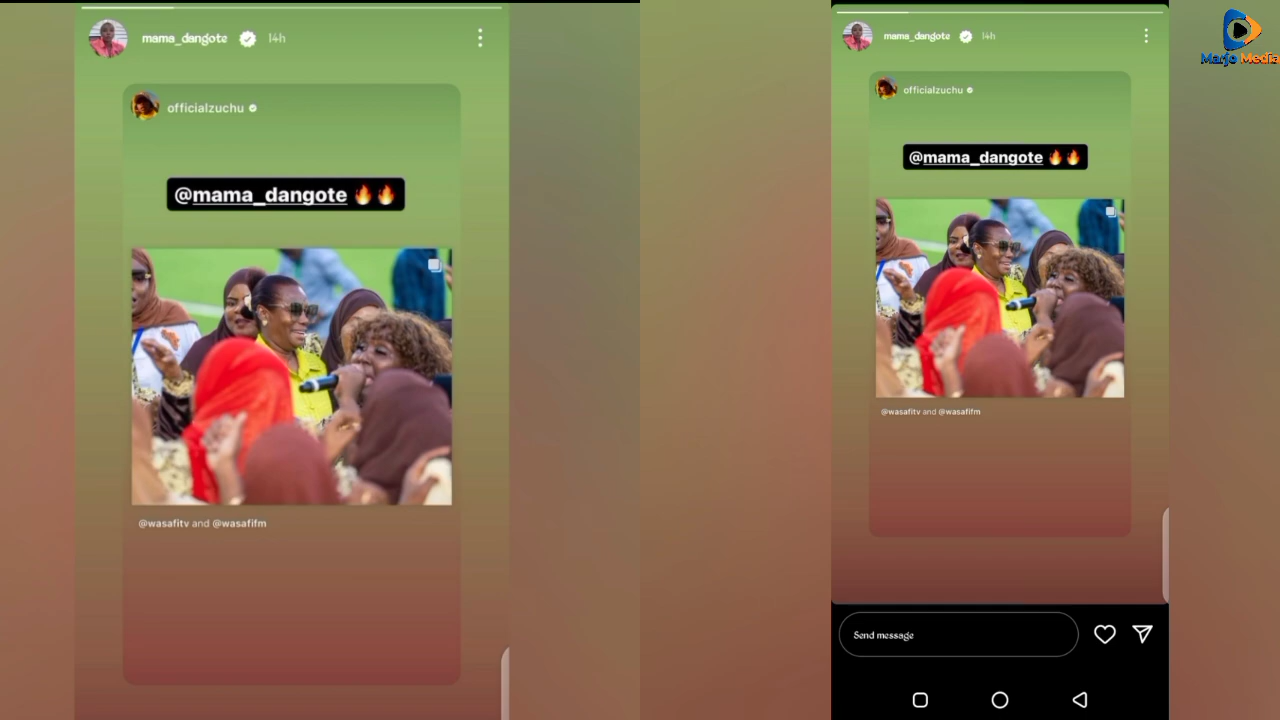 mama_dangote 14h
officialzuchu
@mama_dangote 🔥🔥
@wasafitv and @wasafifm
mama_dangote 14h
officialzuchu
@mama_dangote 🔥🔥
@wasafitv and @wasafifm
Send message
Marjo Media